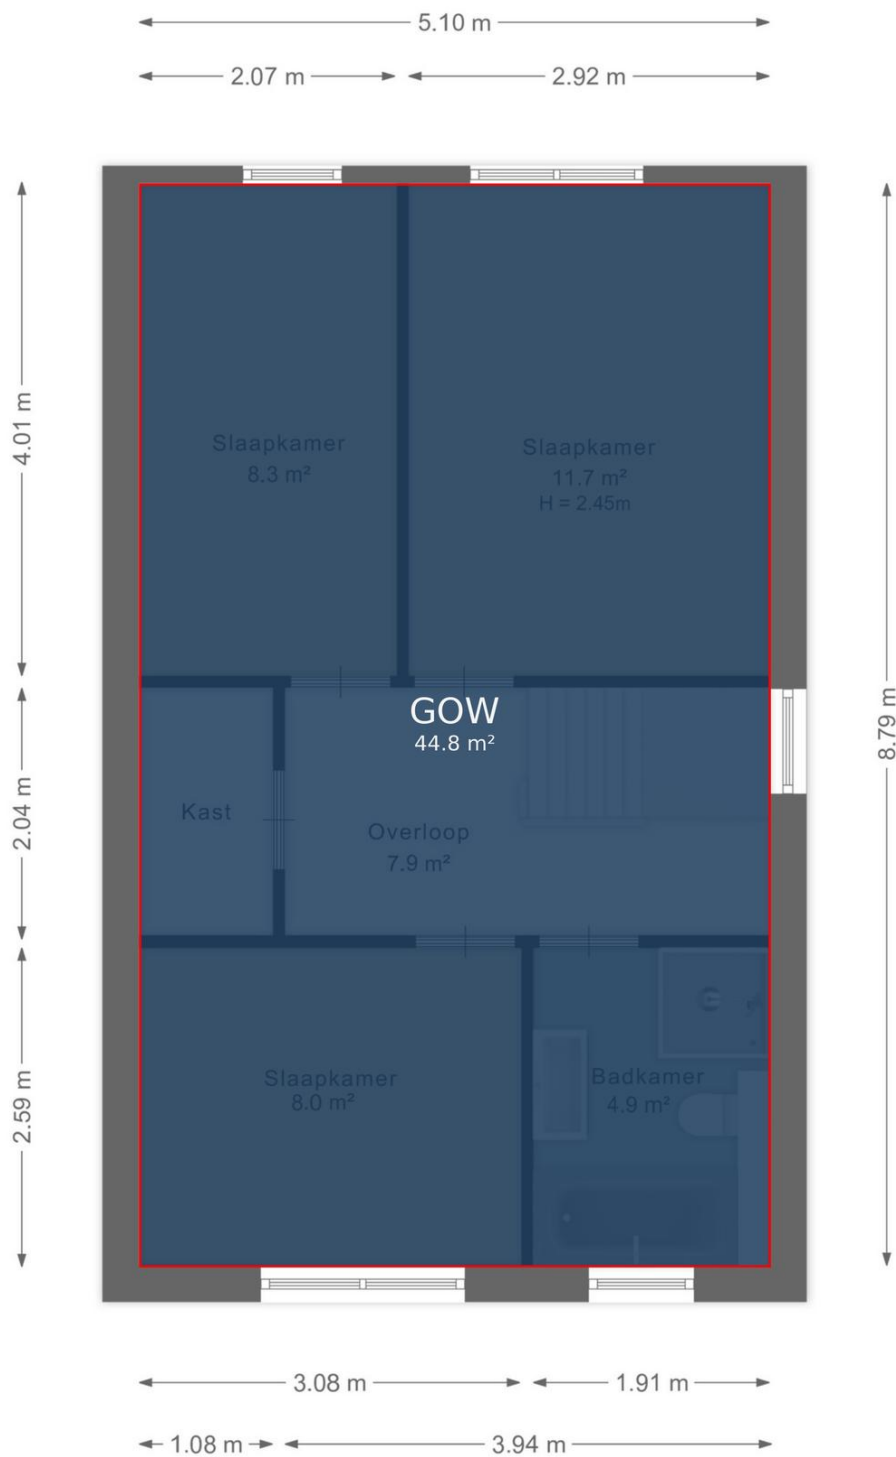 5.10 m
2.07 m
2.92 m
4.01 m
Slaapkamer
8.3 m²
Slaapkamer
11.7 m²
H = 2.45m
GOW
44.8 m²
8.79 m
2.04 m
Kast
Overloop
7.9 m²
2.59 m
Slaapkamer
8.0 m²
Badkamer
4.9 m²
3.08 m
1.91 m
1.08 m
3.94 m